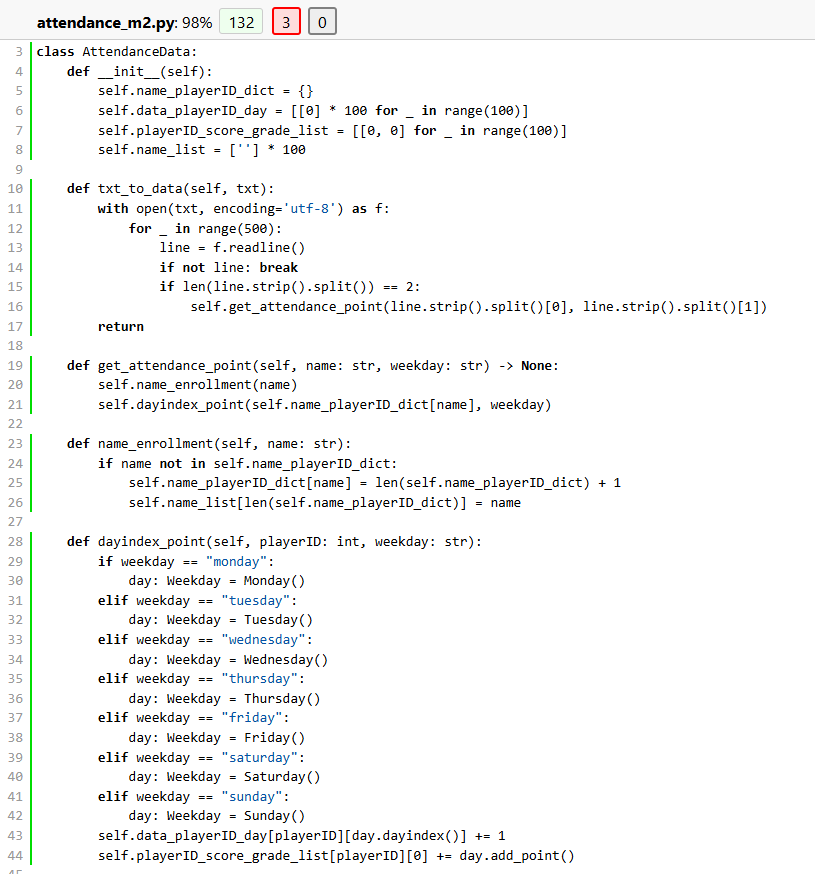 attendance_m2.py: 98% 132 3 0
3 class AttendanceData:
4     def __init__(self):
5         self.name_playerID_dict = {}
6         self.data_playerID_day = [[0] * 100 for _ in range(100)]
7         self.playerID_score_grade_list = [[0, 0] for _ in range(100)]
8         self.name_list = [''] * 100
9
10     def txt_to_data(self, txt):
11         with open(txt, encoding='utf-8') as f:
12             for _ in range(500):
13                 line = f.readline()
14                 if not line: break
15                 if len(line.strip().split()) == 2:
16                     self.get_attendance_point(line.strip().split()[0], line.strip().split()[1])
17         return
18
19     def get_attendance_point(self, name: str, weekday: str) -> None:
20         self.name_enrollment(name)
21         self.dayindex_point(self.name_playerID_dict[name], weekday)
22
23     def name_enrollment(self, name: str):
24         if name not in self.name_playerID_dict:
25             self.name_playerID_dict[name] = len(self.name_playerID_dict) + 1
26             self.name_list[len(self.name_playerID_dict)] = name
27
28     def dayindex_point(self, playerID: int, weekday: str):
29         if weekday == "monday":
30             day: Weekday = Monday()
31         elif weekday == "tuesday":
32             day: Weekday = Tuesday()
33         elif weekday == "wednesday":
34             day: Weekday = Wednesday()
35         elif weekday == "thursday":
36             day: Weekday = Thursday()
37         elif weekday == "friday":
38             day: Weekday = Friday()
39         elif weekday == "saturday":
40             day: Weekday = Saturday()
41         elif weekday == "sunday":
42             day: Weekday = Sunday()
43         self.data_playerID_day[playerID][day.dayindex()] += 1
44         self.playerID_score_grade_list[playerID][0] += day.add_point()